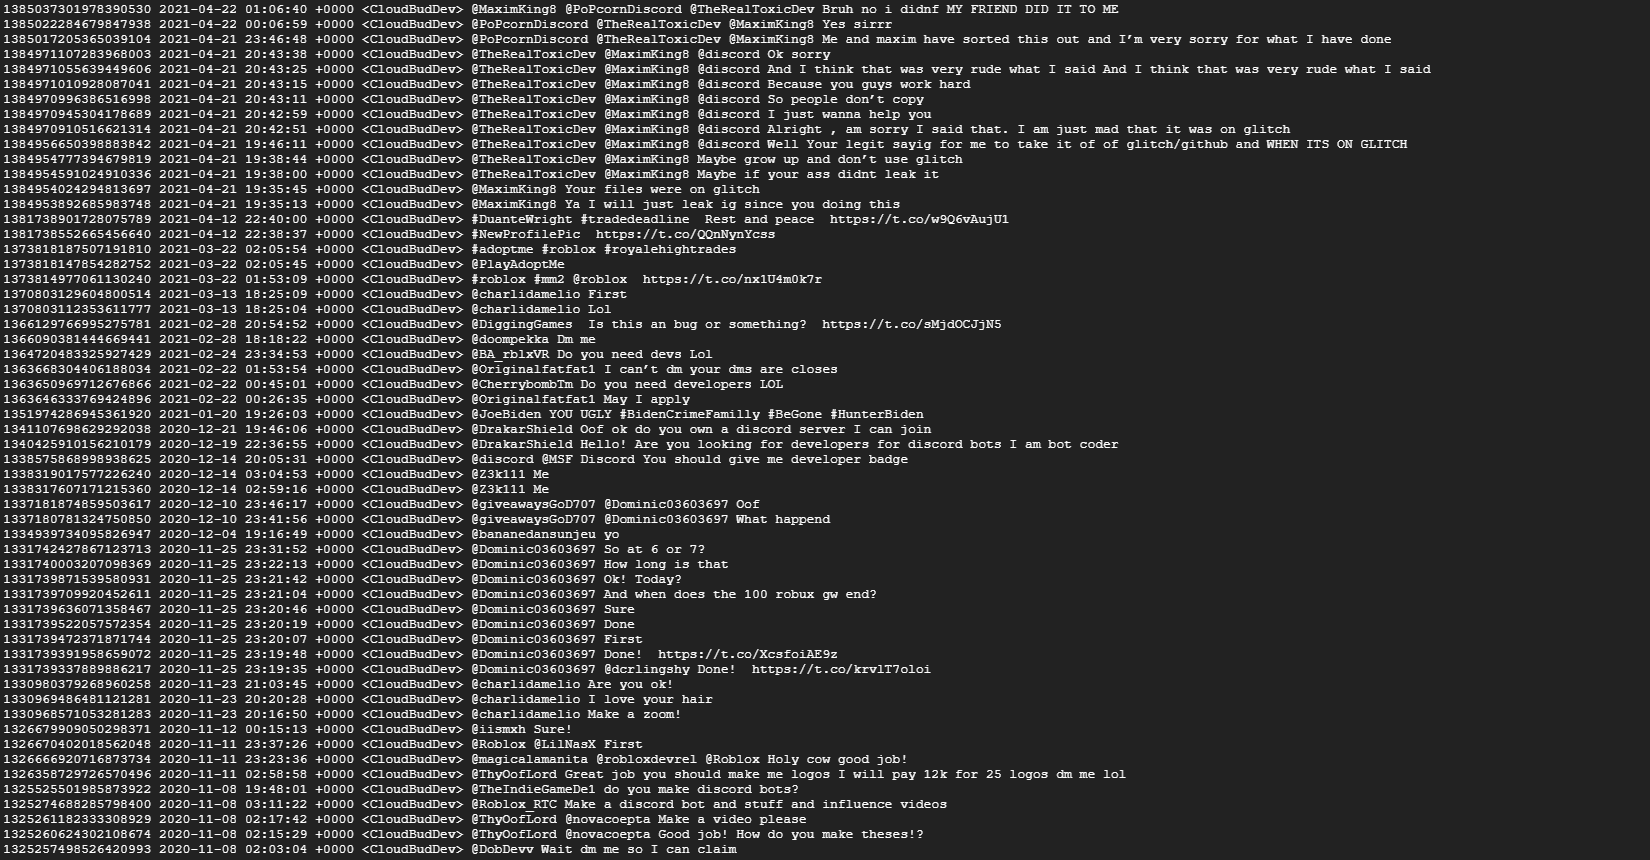 1385037301978390530 2021-04-22 01:06:40 +0000 <CloudBudDev> @MaximKing8 @PoPcornDiscord @TheRealToxicDev Bruh no i didnf MY FRIEND DID IT TO ME
1385022284679847938 2021-04-22 00:06:59 +0000 <CloudBudDev> @PoPcornDiscord @TheRealToxicDev @MaximKing8 Yes sirrr
1385017205365039104 2021-04-21 23:46:48 +0000 <CloudBudDev> @PoPcornDiscord @TheRealToxicDev @MaximKing8 Me and maxim have sorted this out and I’m very sorry for what I have done
1384971107283968003 2021-04-21 20:43:38 +0000 <CloudBudDev> @TheRealToxicDev @MaximKing8 @discord Ok sorry
1384971055639449606 2021-04-21 20:43:25 +0000 <CloudBudDev> @TheRealToxicDev @MaximKing8 @discord And I think that was very rude what I said And I think that was very rude what I said
1384971010928087041 2021-04-21 20:43:15 +0000 <CloudBudDev> @TheRealToxicDev @MaximKing8 @discord Because you guys work hard
1384970996386516998 2021-04-21 20:43:11 +0000 <CloudBudDev> @TheRealToxicDev @MaximKing8 @discord So people don’t copy
1384970945304178689 2021-04-21 20:42:59 +0000 <CloudBudDev> @TheRealToxicDev @MaximKing8 @discord I just wanna help you
1384970910516621314 2021-04-21 20:42:51 +0000 <CloudBudDev> @TheRealToxicDev @MaximKing8 @discord Alright , am sorry I said that. I am just mad that it was on glitch
1384956650398883842 2021-04-21 19:46:11 +0000 <CloudBudDev> @TheRealToxicDev @MaximKing8 @discord Well Your legit sayig for me to take it of of glitch/github and WHEN ITS ON GLITCH
1384954777394679819 2021-04-21 19:38:44 +0000 <CloudBudDev> @TheRealToxicDev @MaximKing8 Maybe grow up and don’t use glitch
1384954591024910336 2021-04-21 19:38:00 +0000 <CloudBudDev> @TheRealToxicDev @MaximKing8 Maybe if your ass didnt leak it
1384954024294813697 2021-04-21 19:35:45 +0000 <CloudBudDev> @MaximKing8 Your files were on glitch
1384953892685983748 2021-04-21 19:35:13 +0000 <CloudBudDev> @MaximKing8 Ya I will just leak ig since you doing this
1381738901728075789 2021-04-12 22:40:00 +0000 <CloudBudDev> #DuanteWright #tradedeadline  Rest and peace  https://t.co/w9Q6vAujU1
1381738552665456640 2021-04-12 22:38:37 +0000 <CloudBudDev> #NewProfilePic  https://t.co/QQnNynYcss
1373818187507191810 2021-03-22 02:05:54 +0000 <CloudBudDev> #adoptme #roblox #royalehightrades
1373818147854282752 2021-03-22 02:05:45 +0000 <CloudBudDev> @PlayAdoptMe
1373814977061130240 2021-03-22 01:53:09 +0000 <CloudBudDev> #roblox #mm2 @roblox  https://t.co/nx1U4m0k7r
1370803129604800514 2021-03-13 18:25:09 +0000 <CloudBudDev> @charlidamelio First
1370803112353611777 2021-03-13 18:25:04 +0000 <CloudBudDev> @charlidamelio Lol
1366129766995275781 2021-02-28 20:54:52 +0000 <CloudBudDev> @DiggingGames  Is this an bug or something?  https://t.co/sMjdOCJjN5
1366090381444669441 2021-02-28 18:18:22 +0000 <CloudBudDev> @doompekka Dm me
1364720483325927429 2021-02-24 23:34:53 +0000 <CloudBudDev> @BA_rblxVR Do you need devs Lol
1363668304406188034 2021-02-22 01:53:54 +0000 <CloudBudDev> @Originalfatfat1 I can’t dm your dms are closes
1363650969712676866 2021-02-22 00:45:01 +0000 <CloudBudDev> @CherrybombTm Do you need developers LOL
1363646333769424896 2021-02-22 00:26:35 +0000 <CloudBudDev> @Originalfatfat1 May I apply
1351974286945361920 2021-01-20 19:26:03 +0000 <CloudBudDev> @JoeBiden YOU UGLY #BidenCrimeFamilly #BeGone #HunterBiden
1341107698629292038 2020-12-21 19:46:06 +0000 <CloudBudDev> @DrakarShield Oof ok do you own a discord server I can join
1340425910156210179 2020-12-19 22:36:55 +0000 <CloudBudDev> @DrakarShield Hello! Are you looking for developers for discord bots I am bot coder
1338575868998938625 2020-12-14 20:05:31 +0000 <CloudBudDev> @discord @MSF Discord You should give me developer badge
1338319017577226240 2020-12-14 03:04:53 +0000 <CloudBudDev> @Z3k111 Me
1338317607171215360 2020-12-14 02:59:16 +0000 <CloudBudDev> @Z3k111 Me
1337181874859503617 2020-12-10 23:46:17 +0000 <CloudBudDev> @giveawaysGoD707 @Dominic03603697 Oof
1337180781324750850 2020-12-10 23:41:56 +0000 <CloudBudDev> @giveawaysGoD707 @Dominic03603697 What happend
1334939734095826947 2020-12-04 19:16:49 +0000 <CloudBudDev> @bananedansunjeu yo
1331742427867123713 2020-11-25 23:31:52 +0000 <CloudBudDev> @Dominic03603697 So at 6 or 7?
1331740003207098369 2020-11-25 23:22:13 +0000 <CloudBudDev> @Dominic03603697 How long is that
1331739871539580931 2020-11-25 23:21:42 +0000 <CloudBudDev> @Dominic03603697 Ok! Today?
1331739709920452611 2020-11-25 23:21:04 +0000 <CloudBudDev> @Dominic03603697 And when does the 100 robux gw end?
1331739636071358467 2020-11-25 23:20:46 +0000 <CloudBudDev> @Dominic03603697 Sure
1331739522057572354 2020-11-25 23:20:19 +0000 <CloudBudDev> @Dominic03603697 Done
1331739472371871744 2020-11-25 23:20:07 +0000 <CloudBudDev> @Dominic03603697 First
1331739391958659072 2020-11-25 23:19:48 +0000 <CloudBudDev> @Dominic03603697 Done!  https://t.co/XcsfoiAE9z
1331739337889886217 2020-11-25 23:19:35 +0000 <CloudBudDev> @Dominic03603697 @dcrlingshy Done!  https://t.co/krvlT7oloi
1330980379268960258 2020-11-23 21:03:45 +0000 <CloudBudDev> @charlidamelio Are you ok!
1330969486481121281 2020-11-23 20:20:28 +0000 <CloudBudDev> @charlidamelio I love your hair
1330968571053281283 2020-11-23 20:16:50 +0000 <CloudBudDev> @charlidamelio Make a zoom!
1326679909050298371 2020-11-12 00:15:13 +0000 <CloudBudDev> @iismxh Sure!
1326670402018562048 2020-11-11 23:37:26 +0000 <CloudBudDev> @Roblox @LilNasX First
1326666920716873734 2020-11-11 23:23:36 +0000 <CloudBudDev> @magicalamanita @robloxdevrel @Roblox Holy cow good job!
1326358729726570496 2020-11-11 02:58:58 +0000 <CloudBudDev> @ThyOofLord Great job you should make me logos I will pay 12k for 25 logos dm me lol
1325525501985873922 2020-11-08 19:48:01 +0000 <CloudBudDev> @TheIndieGameDe1 do you make discord bots?
1325274688285798400 2020-11-08 03:11:22 +0000 <CloudBudDev> @Roblox_RTC Make a discord bot and stuff and influence videos
1325261182333308929 2020-11-08 02:17:42 +0000 <CloudBudDev> @ThyOofLord @novacoepta Make a video please
1325260624302108674 2020-11-08 02:15:29 +0000 <CloudBudDev> @ThyOofLord @novacoepta Good job! How do you make theses!?
1325257498526420993 2020-11-08 02:03:04 +0000 <CloudBudDev> @DobDevv Wait dm me so I can claim